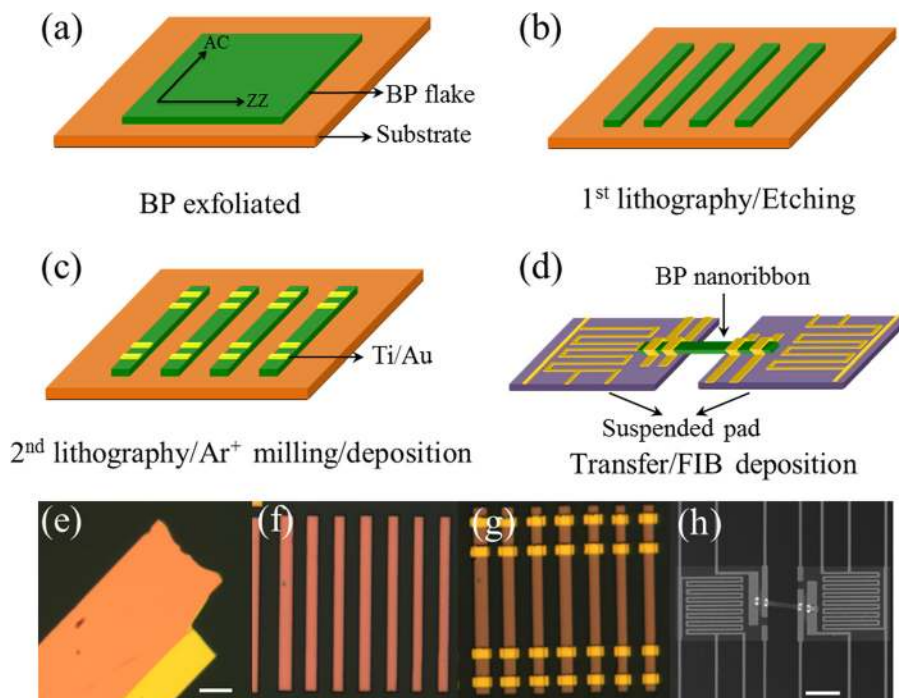 (a)
AC
ZZ
BP flake
Substrate
BP exfoliated
(b)
1st lithography/Etching
(c)
Ti/Au
2nd lithography/Ar+ milling/deposition
(d)
BP nanoribbon
Suspended pad
Transfer/FIB deposition
(e)
(f)
(g)
(h)